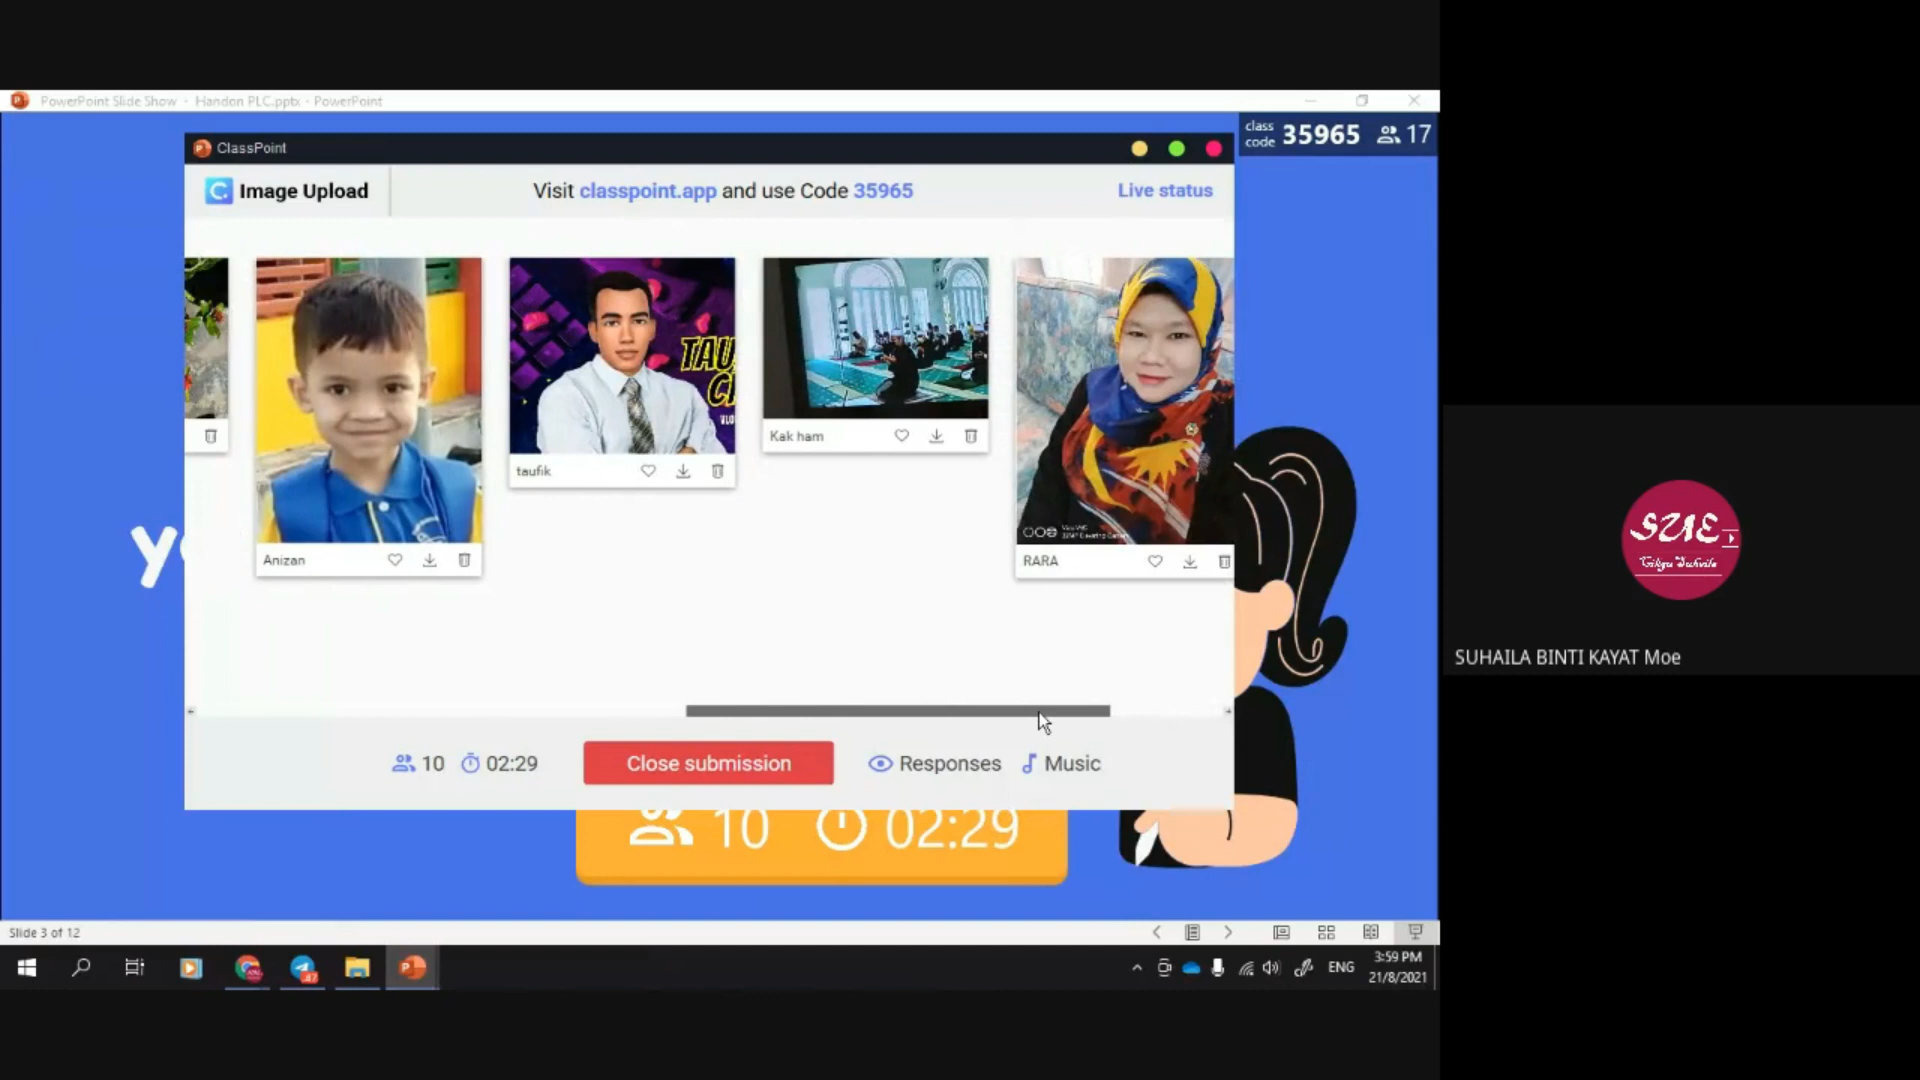 PowerPoint Slide Show - Handon PLC.pptx - PowerPoint
class code 35965 17
ClassPoint
Image Upload
Visit classpoint.app and use Code 35965
Live status
TAU
VLO
Anizan
taufik
Kak ham
RARA
y
10 02:29
Close submission
Responses
Music
10 02:29
SUE
SUHAILA BINTI KAYAT Moe
Slide 3 of 12
ENG
3:59 PM
21/8/2021